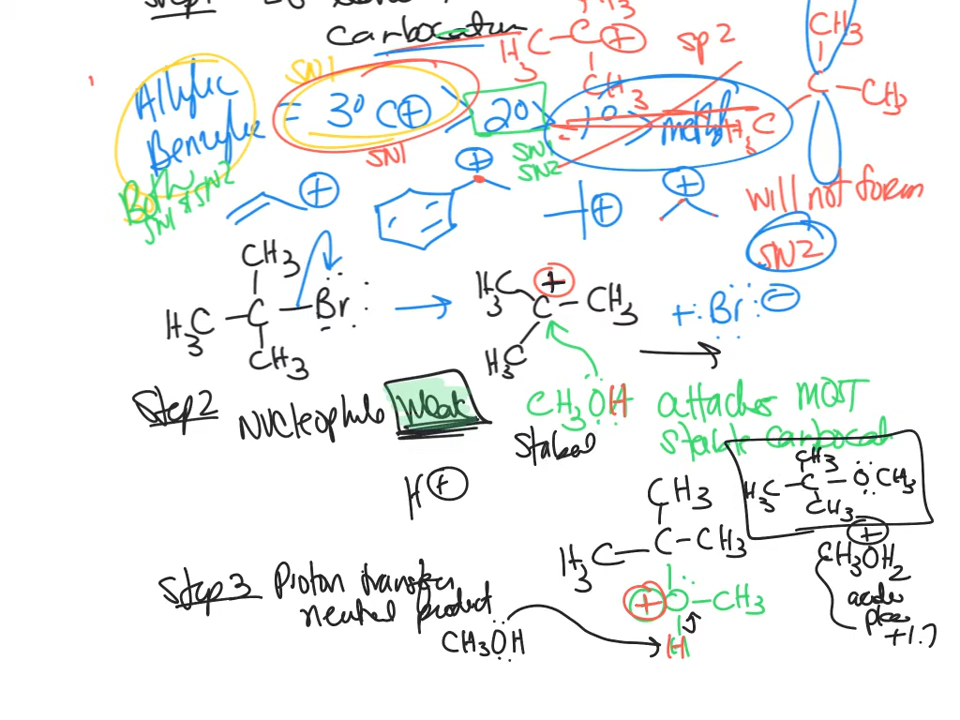 carbocation
H3C-C⊕
CH3
sp2
CH3
C-CH3
H3C
SN1
Allylic
Benzylic
= 3° C⊕ > 2° > 1° > methyl
SN1
SN1
SN2
Both
SN1 & SN2
⊕
⊕
⊕
⊕
will not form
SN2
CH3
H3C-C-Br:
CH3
→
H3C
⊕
C-CH3
H3C
+ :Br: ⊖
→
Step 2 Nucleophile Weak
CH3OH attaches MOST
stable carbocat
H⊕
CH3
H3C-C-OCH3
CH3
⊕
CH3OH2
pka
+1.7
Step 3 Proton transfer
neutral product
CH3OH
CH3
H3C-C-CH3
⊕O-CH3
H